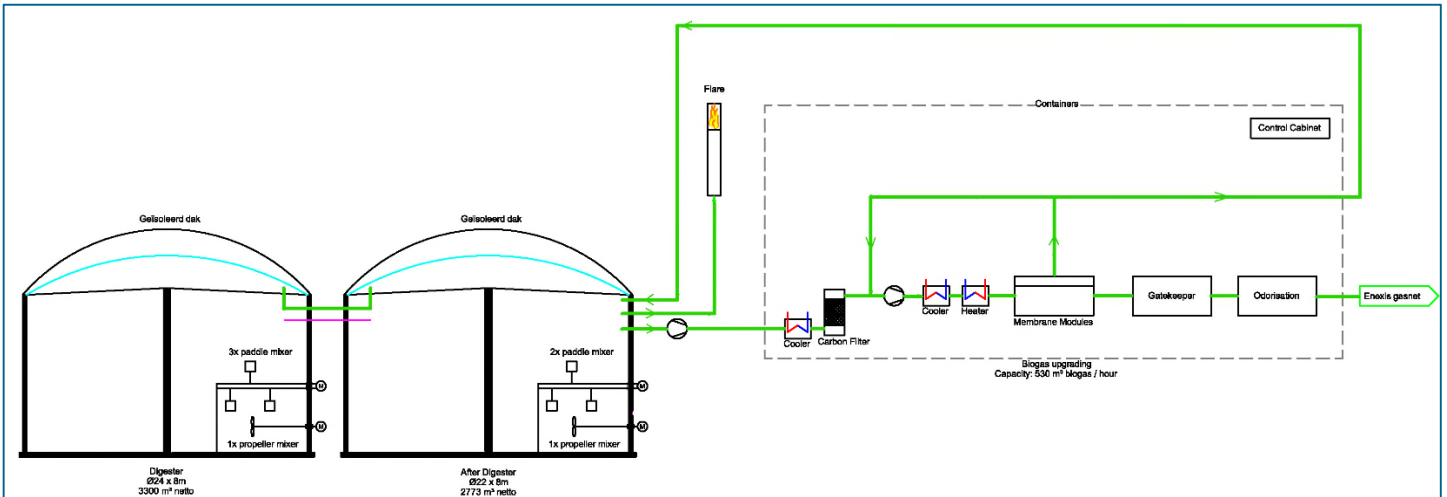 Flare
Containers
Control Cabinet
Geïsoleerd dak
Geïsoleerd dak
Enexis gasnet
Gatekeeper
Odorisation
Cooler
Heater
Membrane Modules
Cooler
Carbon Filter
Biogas upgrading
Capacity: 530 m³ biogas / hour
3x paddle mixer
M
M
1x propeller mixer
2x paddle mixer
M
M
1x propeller mixer
Digester
Ø24 x 8m
3300 m³ netto
After Digester
Ø22 x 8m
2773 m³ netto